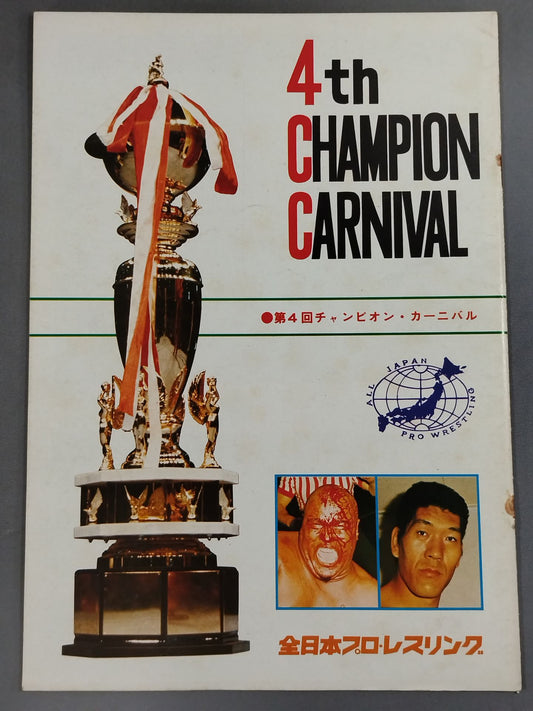 4th
CHAMPION
CARNIVAL
●第4回チャンピオン・カーニバル
ALL JAPAN
PRO WRESTLING
全日本プロ・レスリング